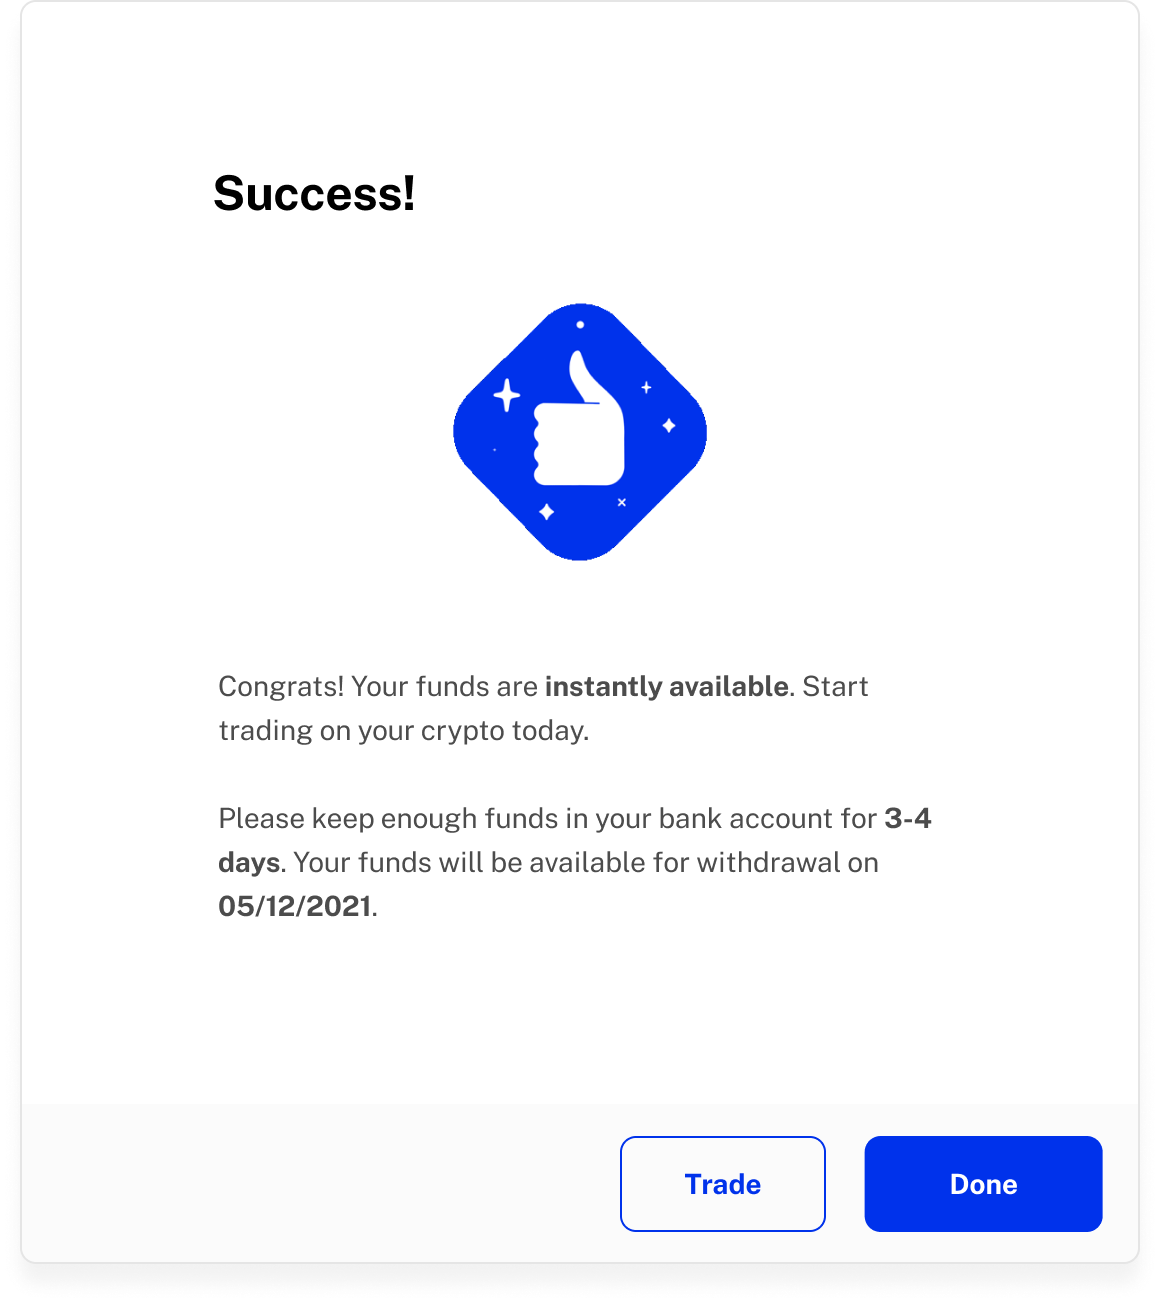 Success!
Congrats! Your funds are instantly available. Start
trading on your crypto today.
Please keep enough funds in your bank account for 3-4
days. Your funds will be available for withdrawal on
05/12/2021.
Trade
Done